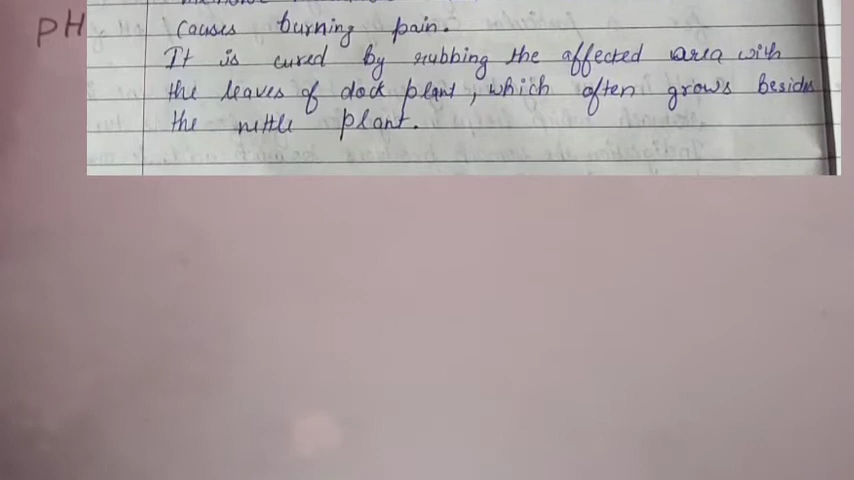 pH
causes burning pain.
It is cured by rubbing the affected area with
the leaves of dock plant, which often grows besides
the nettle plant.